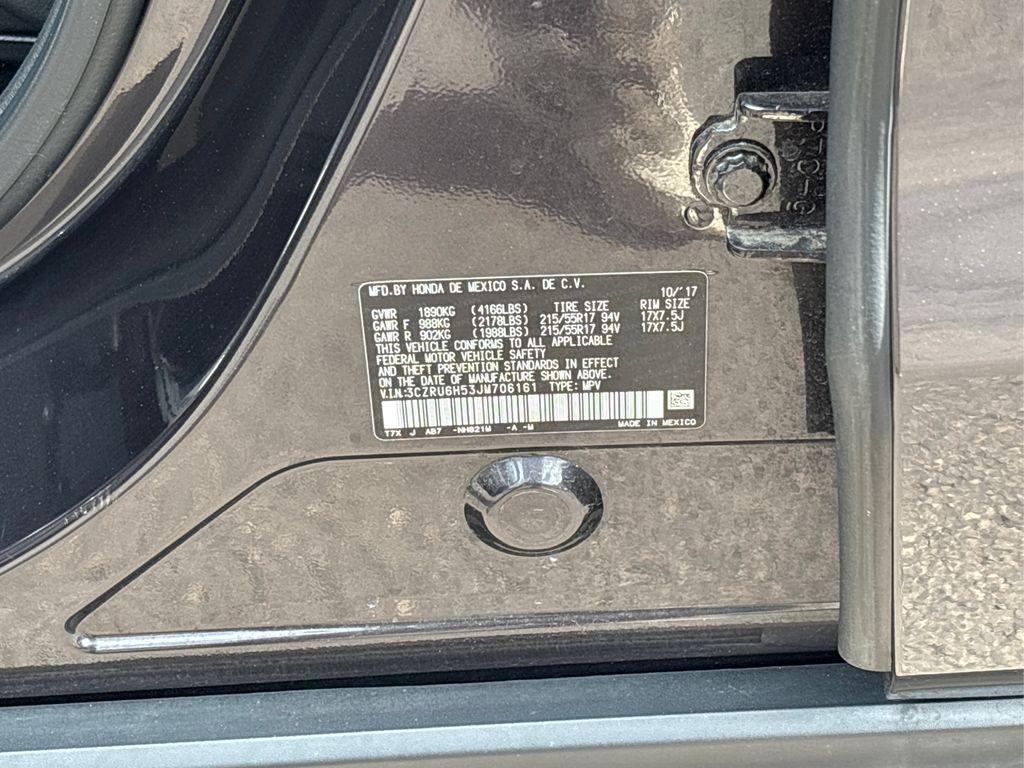 MFD.BY HONDA DE MEXICO S.A. DE C.V. 10/'17
GVWR 1890KG (4166LBS) TIRE SIZE RIM SIZE
GAWR F 988KG (2178LBS) 215/55R17 94V 17X7.5J
GAWR R 902KG (1988LBS) 215/55R17 94V 17X7.5J
THIS VEHICLE CONFORMS TO ALL APPLICABLE
FEDERAL MOTOR VEHICLE SAFETY
AND THEFT PREVENTION STANDARDS IN EFFECT
ON THE DATE OF MANUFACTURE SHOWN ABOVE.
V.I.N:3CZRU6H53JM706161 TYPE: MPV
T7X J AB7 -NH821M -A -M MADE IN MEXICO